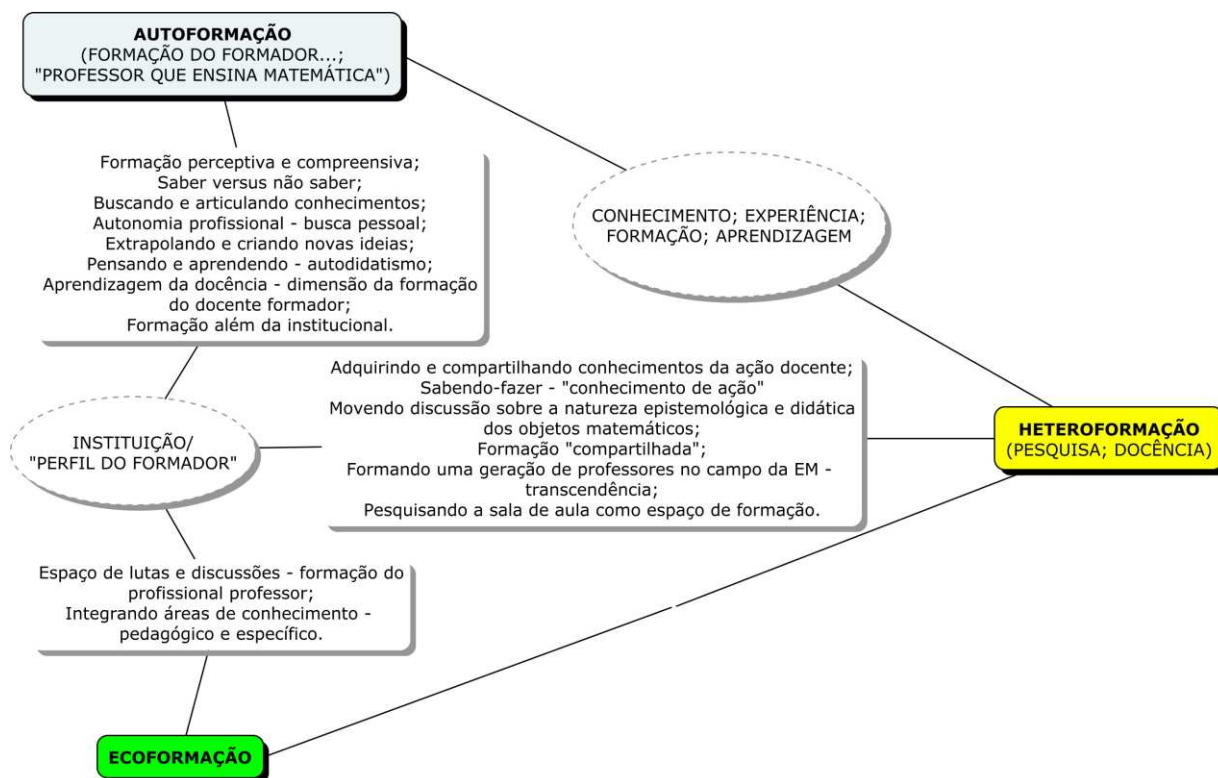 AUTOFORMAÇÃO
(FORMAÇÃO DO FORMADOR...;
"PROFESSOR QUE ENSINA MATEMÁTICA")
Formação perceptiva e compreensiva;
Saber versus não saber;
Buscando e articulando conhecimentos;
Autonomia profissional - busca pessoal;
Extrapolando e criando novas ideias;
Pensando e aprendendo - autodidatismo;
Aprendizagem da docência - dimensão da formação
do docente formador;
Formação além da institucional.
CONHECIMENTO; EXPERIÊNCIA;
FORMAÇÃO; APRENDIZAGEM
INSTITUIÇÃO/
"PERFIL DO FORMADOR"
Adquirindo e compartilhando conhecimentos da ação docente;
Sabendo-fazer - "conhecimento de ação"
Movendo discussão sobre a natureza epistemológica e didática
dos objetos matemáticos;
Formação "compartilhada";
Formando uma geração de professores no campo da EM -
transcendência;
Pesquisando a sala de aula como espaço de formação.
HETEROFORMAÇÃO
(PESQUISA; DOCÊNCIA)
Espaço de lutas e discussões - formação do
profissional professor;
Integrando áreas de conhecimento -
pedagógico e específico.
ECOFORMAÇÃO